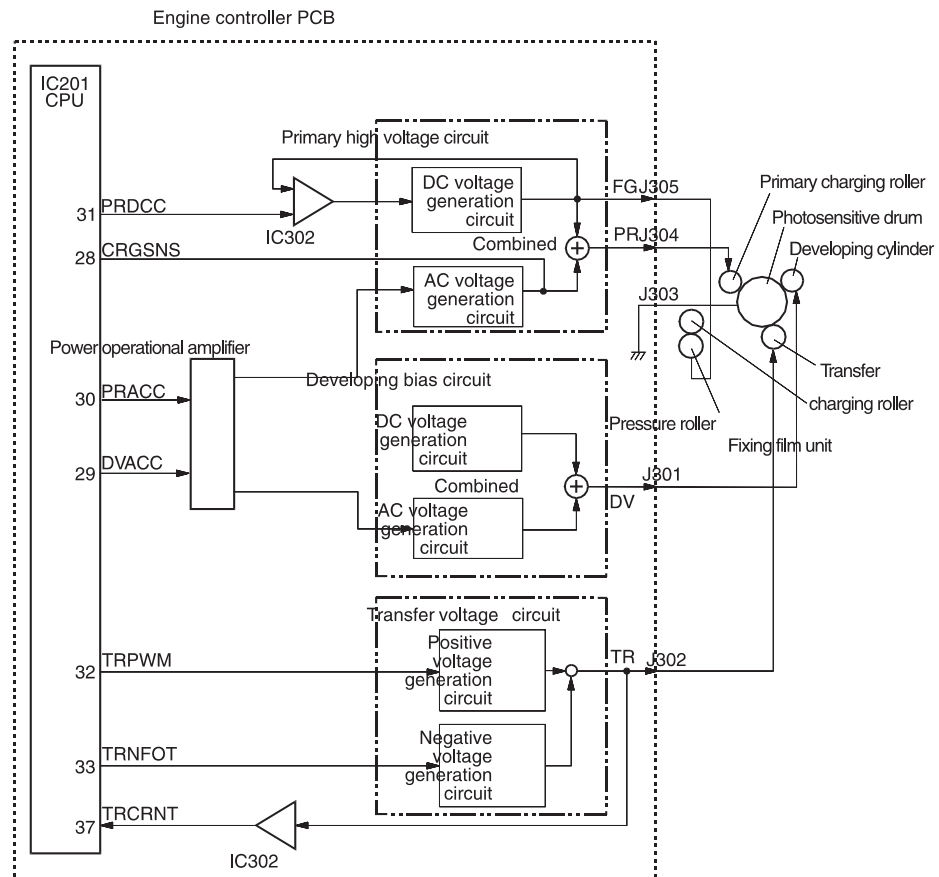 Engine controller PCB
IC201
CPU
Primary high voltage circuit
DC voltage
generation
circuit
FG
J305
Primary charging roller
31
PRDCC
IC302
Photosensitive drum
Combined
PR
J304
Developing cylinder
28
CRGSNS
AC voltage
generation
circuit
J303
Power operational amplifier
Developing bias circuit
Transfer
30
PRACC
charging roller
DC voltage
generation
circuit
Pressure roller
Fixing film unit
29
DVACC
Combined
J301
DV
AC voltage
generation
circuit
Transfer voltage circuit
Positive
voltage
generation
circuit
TR
J302
32
TRPWM
Negative
voltage
generation
circuit
33
TRNFOT
37
TRCRNT
IC302